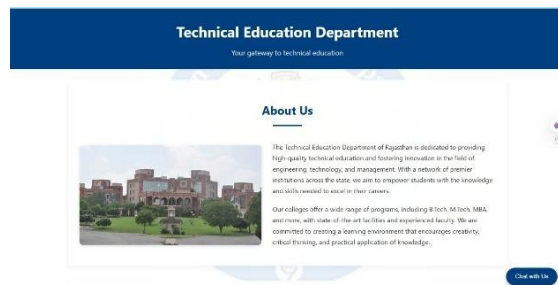 Technical Education Department
Your gateway to technical education
About Us
The Technical Education Department of Rajasthan is dedicated to providing
high-quality technical education and fostering innovation in the field of
engineering, technology, and management. With a network of premier
institutions across the state, we aim to empower students with the knowledge
and skills needed to excel in their careers.
Our colleges offer a wide range of programs, including B.Tech, M.Tech, MBA,
and more, with state-of-the-art facilities and experienced faculty. We are
committed to creating a learning environment that encourages creativity,
critical thinking, and practical application of knowledge.
Chat with Us